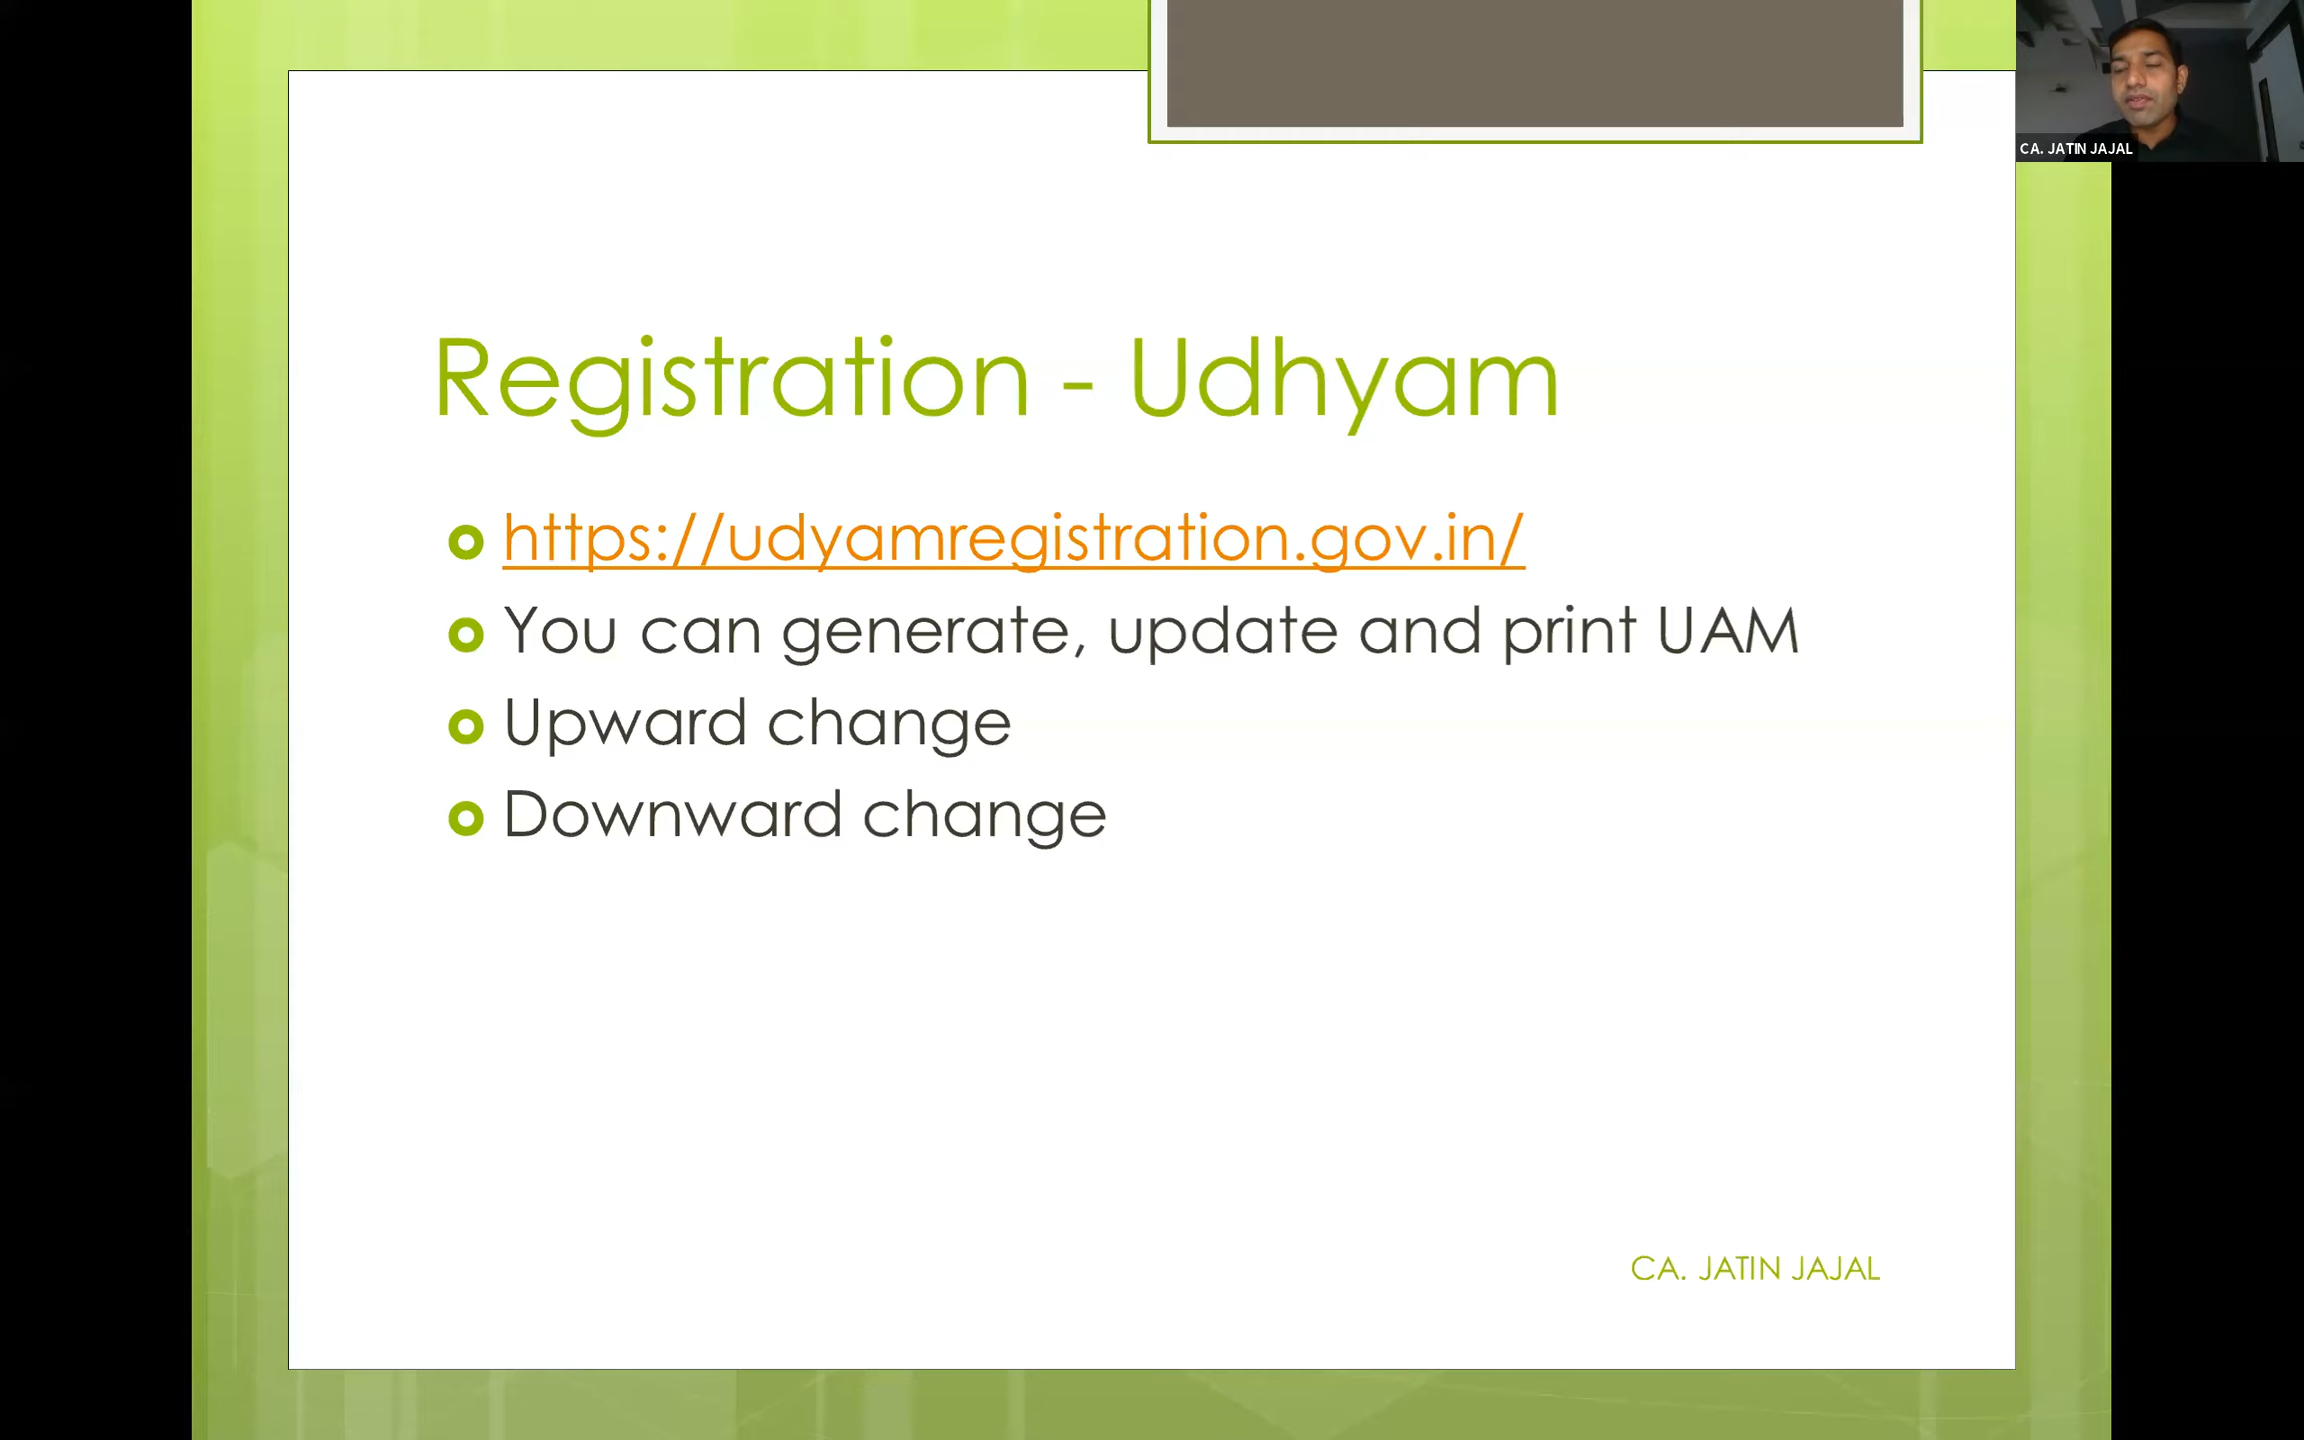 CA. JATIN JAJAL
Registration - Udhyam
https://udyamregistration.gov.in/
You can generate, update and print UAM
Upward change
Downward change
CA. JATIN JAJAL